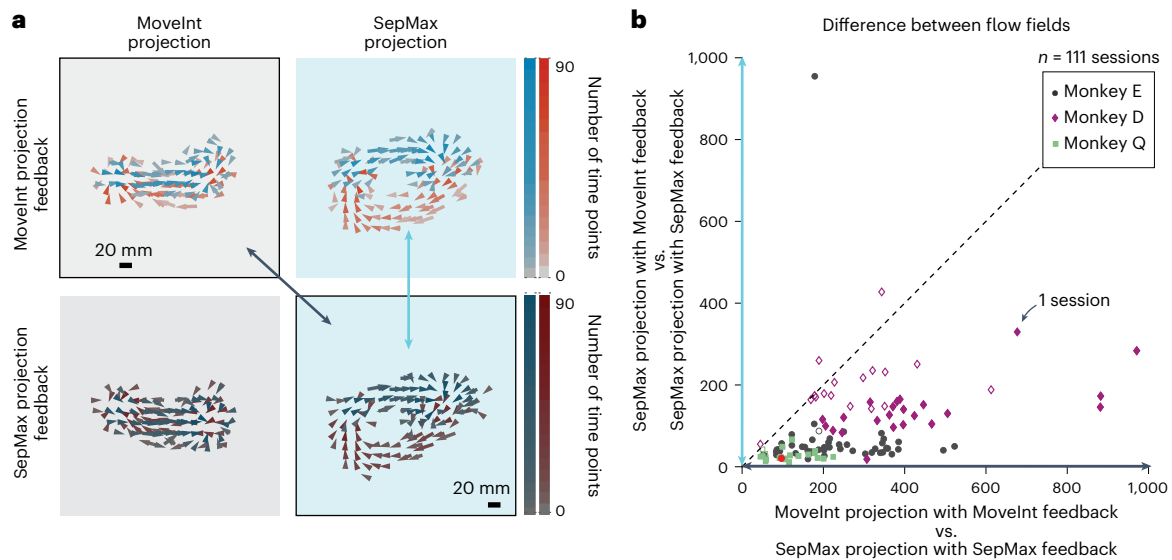 a
MoveInt
projection
SepMax
projection
MoveInt projection
feedback
20 mm
90
0
Number of time points
SepMax projection
feedback
20 mm
90
0
Number of time points
b
Difference between flow fields
n = 111 sessions
Monkey E
Monkey D
Monkey Q
1 session
SepMax projection with MoveInt feedback
vs.
SepMax projection with SepMax feedback
1,000
800
600
400
200
0
0
200
400
600
800
1,000
MoveInt projection with MoveInt feedback
vs.
SepMax projection with SepMax feedback